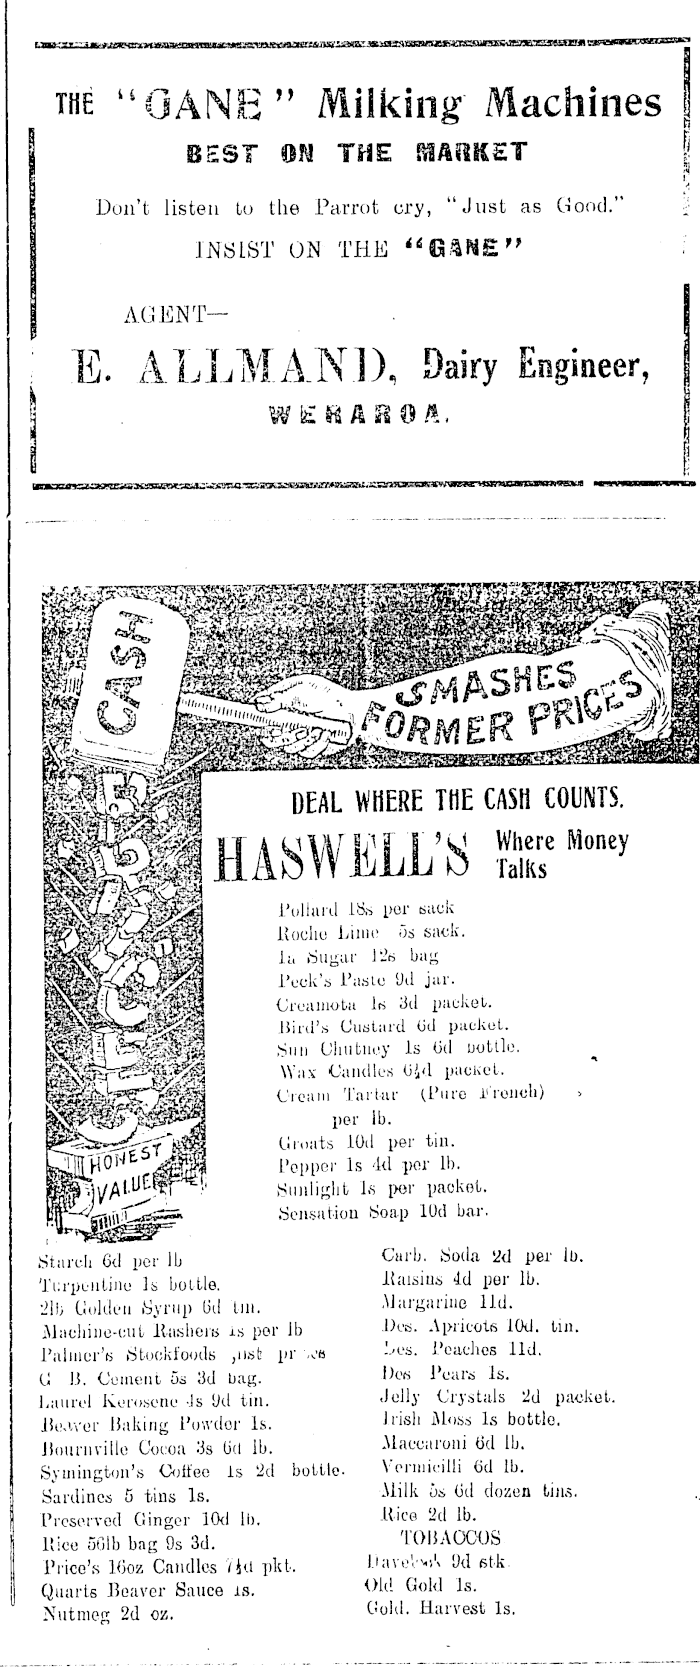 THE "GANE" Milking Machines
BEST ON THE MARKET
Don't listen to the Parrot cry, "Just as Good."
INSIST ON THE "GANE"
AGENT—
E. ALLMAND, Dairy Engineer,
WERAROA.
CASH
SMASHES
FORMER PRICES
HONEST
VALUE
DEAL WHERE THE CASH COUNTS.
HASWELL'S Where Money
Talks
Pollard 18s per sack
Roche Lime 5s sack.
1a Sugar 12s bag
Peck's Paste 9d jar.
Creamota 1s 3d packet.
Bird's Custard 6d packet.
Sun Chutney 1s 6d bottle.
Wax Candles 6½d packet.
Cream Tartar (Pure French)
per lb.
Groats 10d per tin.
Pepper 1s 4d per lb.
Sunlight 1s per packet.
Sensation Soap 10d bar.
Starch 6d per lb
Turpentine 1s bottle.
2lb Golden Syrup 6d tin.
Machine-cut Rashers 1s per lb
Palmer's Stockfoods
G B. Cement 5s 3d bag.
Laurel Kerosene 4s 9d tin.
Beaver Baking Powder 1s.
Bournville Cocoa 3s 6d lb.
Symington's Coffee 1s 2d bottle.
Sardines 5 tins 1s.
Preserved Ginger 10d lb.
Rice 56lb bag 9s 3d.
Price's 16oz Candles 7½d pkt.
Quarts Beaver Sauce 1s.
Nutmeg 2d oz.
Carb. Soda 2d per lb.
Raisins 4d per lb.
Margarine 11d.
Des. Apricots 10d. tin.
Des. Peaches 11d.
Des Pears 1s.
Jelly Crystals 2d packet.
Irish Moss 1s bottle.
Maccaroni 6d lb.
Vermicilli 6d lb.
Milk 5s 6d dozen tins.
Rice 2d lb.
TOBACCOS
9d stk.
Old Gold 1s.
Gold. Harvest 1s.